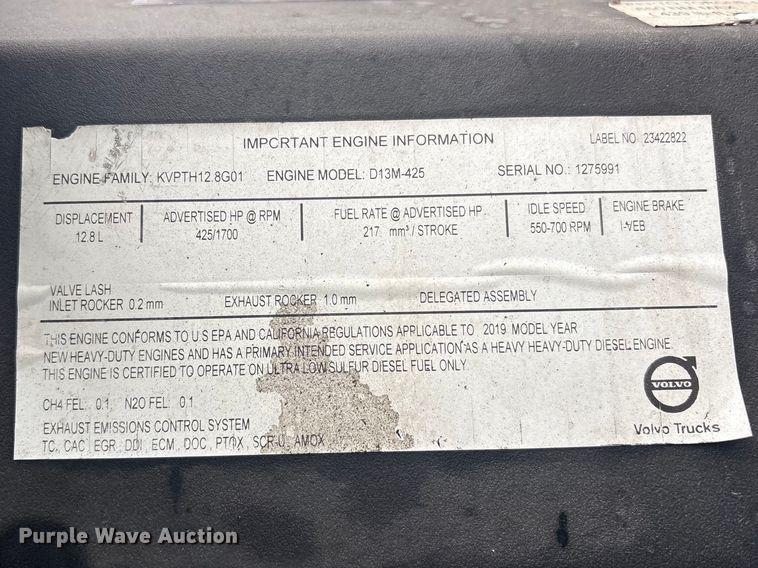 IMPORTANT ENGINE INFORMATION LABEL NO. 23422822
ENGINE FAMILY: KVPTH12.8G01 ENGINE MODEL: D13M-425 SERIAL NO.: 1275991
DISPLACEMENT ADVERTISED HP @ RPM FUEL RATE @ ADVERTISED HP IDLE SPEED ENGINE BRAKE
12.8 L 425/1700 217 mm³ / STROKE 550-700 RPM I-VEB
VALVE LASH
INLET ROCKER 0.2 mm EXHAUST ROCKER 1.0 mm DELEGATED ASSEMBLY
THIS ENGINE CONFORMS TO U.S EPA AND CALIFORNIA REGULATIONS APPLICABLE TO 2019 MODEL YEAR
NEW HEAVY-DUTY ENGINES AND HAS A PRIMARY INTENDED SERVICE APPLICATION AS A HEAVY HEAVY-DUTY DIESEL ENGINE.
THIS ENGINE IS CERTIFIED TO OPERATE ON ULTRA LOW SULFUR DIESEL FUEL ONLY.
CH4 FEL: 0.1 N2O FEL: 0.1
EXHAUST EMISSIONS CONTROL SYSTEM
TC, CAC, EGR, DDI, ECM, DOC, PTOX, SCR-U, AMOX
VOLVO
Volvo Trucks
Purple Wave Auction